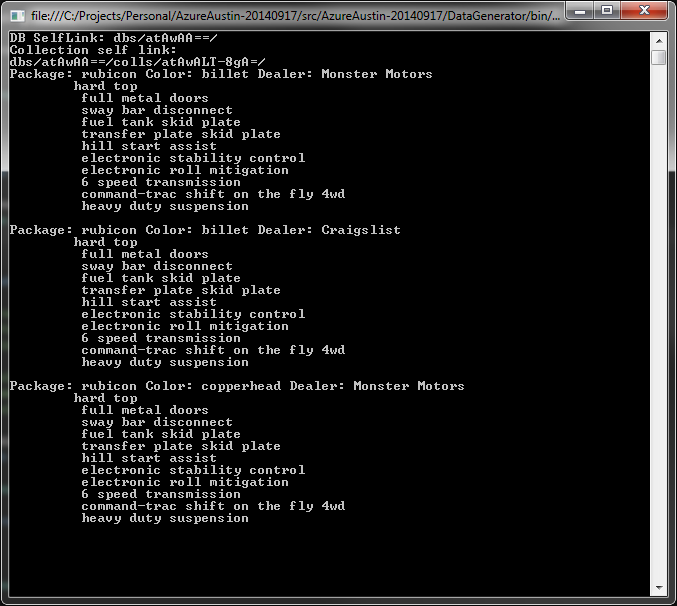 file:///C:/Projects/Personal/AzureAustin-20140917/src/AzureAustin-20140917/DataGenerator/bin/...
DB SelfLink: dbs/atAwAA==/
Collection self link:
dbs/atAwAA==/colls/atAwALT-8gA=/
Package: rubicon Color: billet Dealer: Monster Motors
hard top
full metal doors
sway bar disconnect
fuel tank skid plate
transfer plate skid plate
hill start assist
electronic stability control
electronic roll mitigation
6 speed transmission
command-trac shift on the fly 4wd
heavy duty suspension
Package: rubicon Color: billet Dealer: Craigslist
hard top
full metal doors
sway bar disconnect
fuel tank skid plate
transfer plate skid plate
hill start assist
electronic stability control
electronic roll mitigation
6 speed transmission
command-trac shift on the fly 4wd
heavy duty suspension
Package: rubicon Color: copperhead Dealer: Monster Motors
hard top
full metal doors
sway bar disconnect
fuel tank skid plate
transfer plate skid plate
hill start assist
electronic stability control
electronic roll mitigation
6 speed transmission
command-trac shift on the fly 4wd
heavy duty suspension